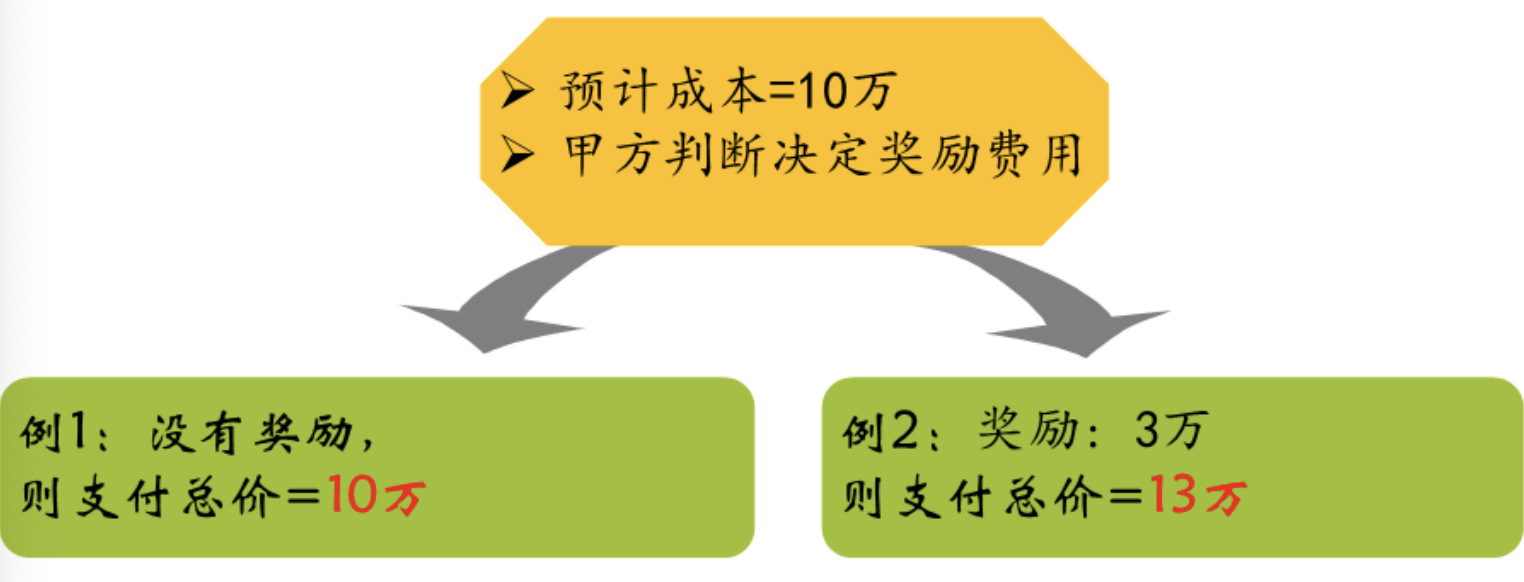 ➢ 预计成本=10万
➢ 甲方判断决定奖励费用
例1：没有奖励，
则支付总价=10万
例2：奖励：3万
则支付总价=13万